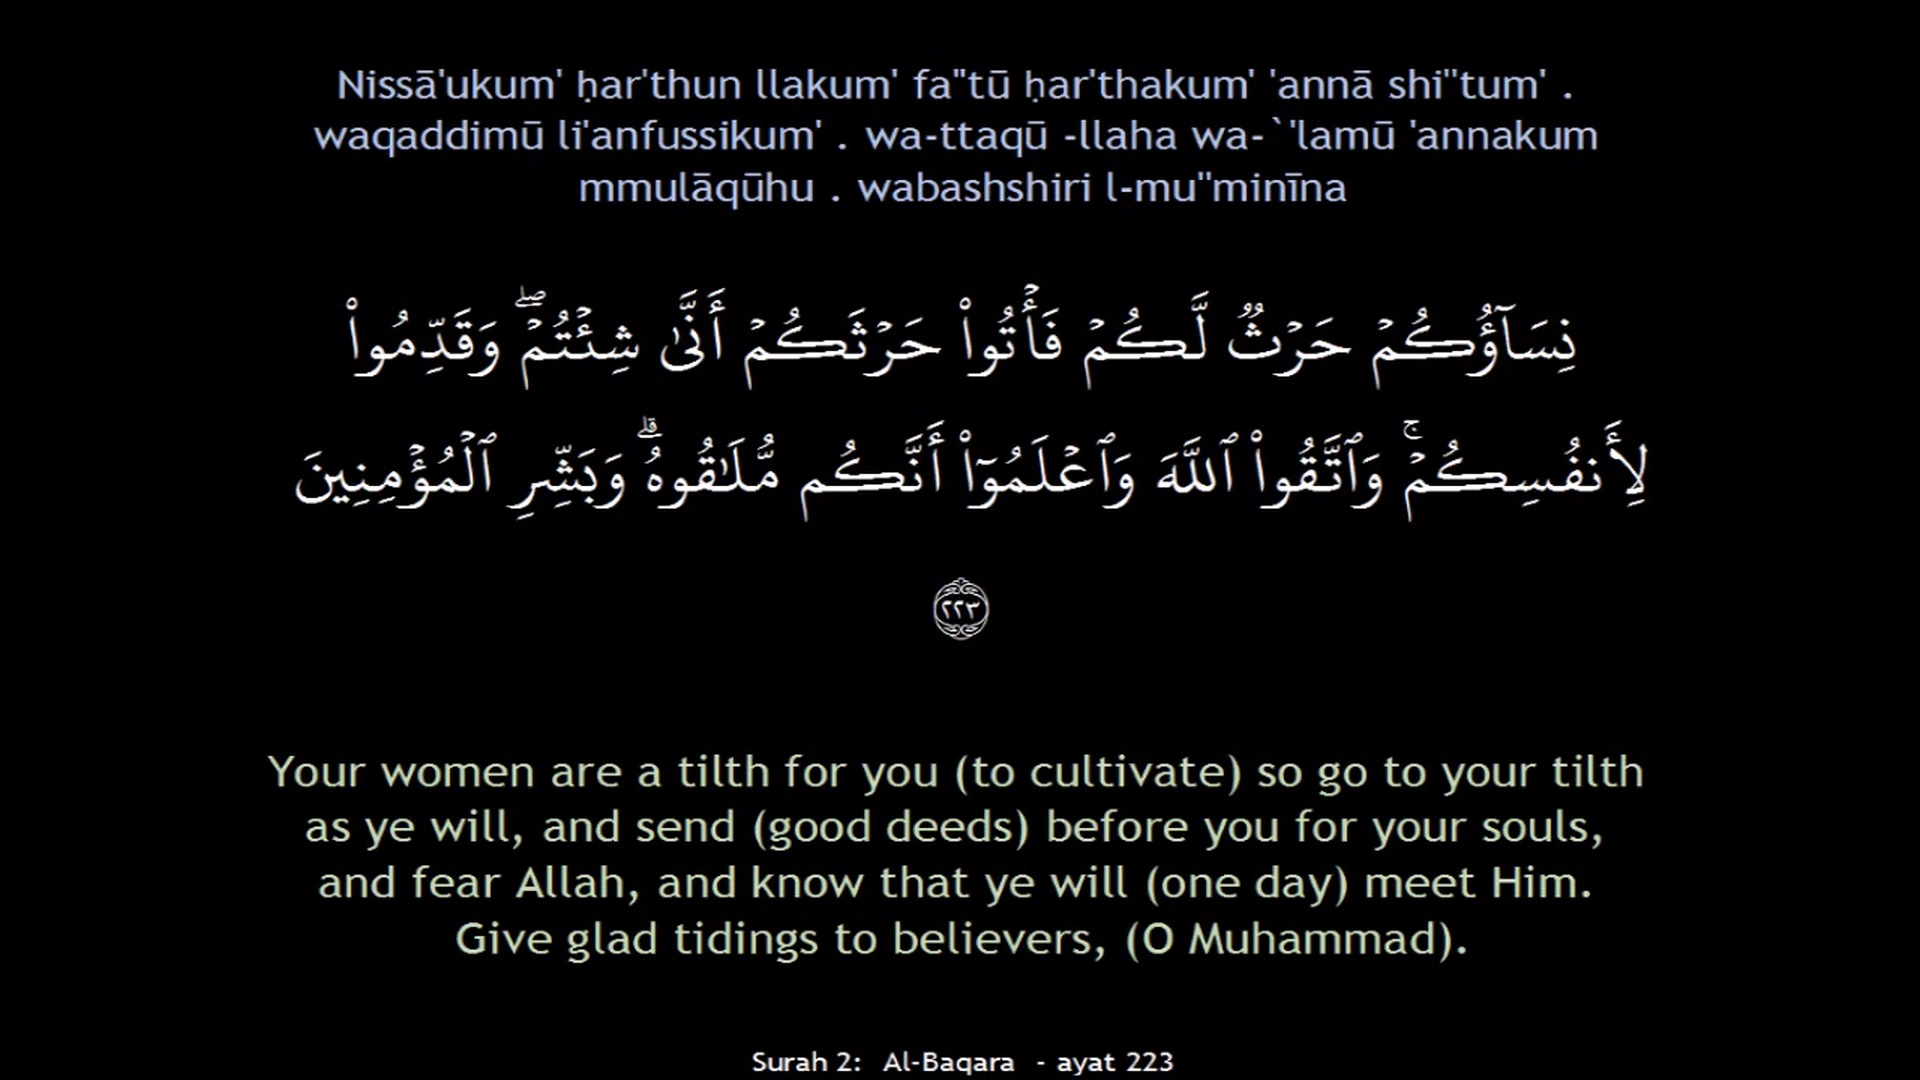 Nissā'ukum' ḥar'thun llakum' fa"tū ḥar'thakum' 'annā shi"tum' .
waqaddimū li'anfussikum' . wa-ttaqū -llaha wa-`'lamū 'annakum
mmulāqūhu . wabashshiri l-mu"minīna
نِسَآؤُكُمۡ حَرۡثٞ لَّكُمۡ فَأۡتُواْ حَرۡثَكُمۡ أَنَّىٰ شِئۡتُمۡۖ وَقَدِّمُواْ
لِأَنفُسِكُمۡۚ وَٱتَّقُواْ ٱللَّهَ وَٱعۡلَمُوٓاْ أَنَّكُم مُّلَٰقُوهُۗ وَبَشِّرِ ٱلۡمُؤۡمِنِينَ
٢٢٣
Your women are a tilth for you (to cultivate) so go to your tilth
as ye will, and send (good deeds) before you for your souls,
and fear Allah, and know that ye will (one day) meet Him.
Give glad tidings to believers, (O Muhammad).
Surah 2: Al-Baqara - ayat 223